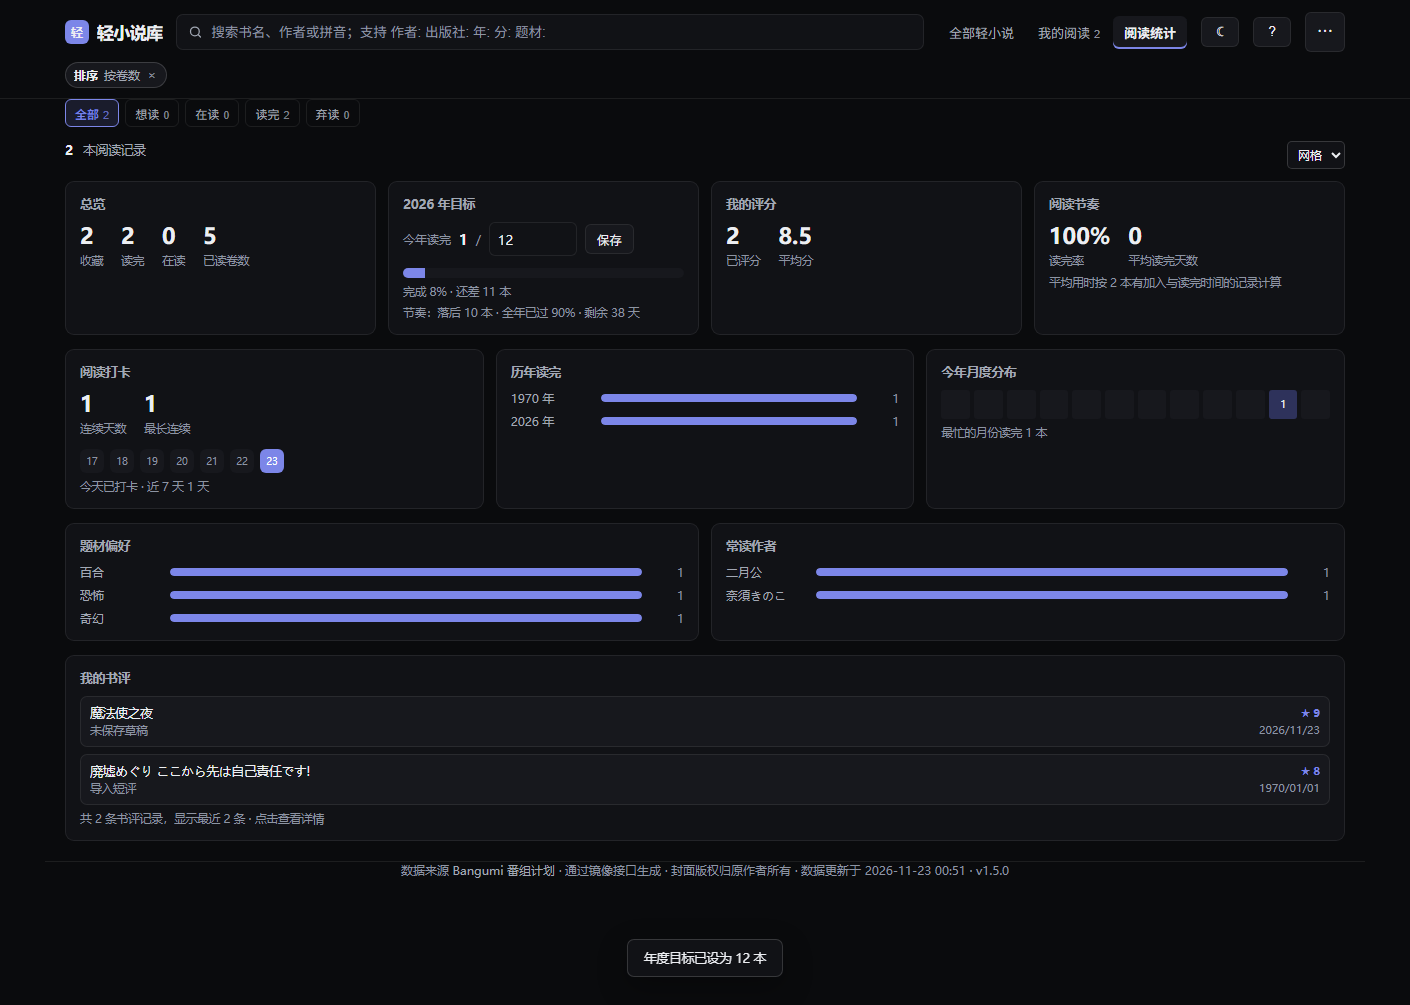 轻 轻小说库
搜索书名、作者或拼音；支持 作者: 出版社: 年: 分: 题材:
全部轻小说 我的阅读 2 阅读统计 ☾ ? ···
排序 按卷数 ×
全部 2 想读 0 在读 0 读完 2 弃读 0
2 本阅读记录
网格
总览
2 2 0 5
收藏 读完 在读 已读卷数
2026 年目标
今年读完 1 / 12 保存
完成 8% · 还差 11 本
节奏：落后 10 本 · 全年已过 90% · 剩余 38 天
我的评分
2 8.5
已评分 平均分
阅读节奏
100% 0
读完率 平均读完天数
平均用时按 2 本有加入与读完时间的记录计算
阅读打卡
1 1
连续天数 最长连续
17 18 19 20 21 22 23
今天已打卡 · 近 7 天 1 天
历年读完
1970 年 1
2026 年 1
今年月度分布
1
最忙的月份读完 1 本
题材偏好
百合 1
恐怖 1
奇幻 1
常读作者
二月公 1
奈須きのこ 1
我的书评
魔法使之夜 ★ 9
未保存草稿 2026/11/23
廃墟めぐり ここから先は自己責任です! ★ 8
导入短评 1970/01/01
共 2 条书评记录，显示最近 2 条 · 点击查看详情
数据来源 Bangumi 番组计划 · 通过镜像接口生成 · 封面版权归原作者所有 · 数据更新于 2026-11-23 00:51 · v1.5.0
年度目标已设为 12 本